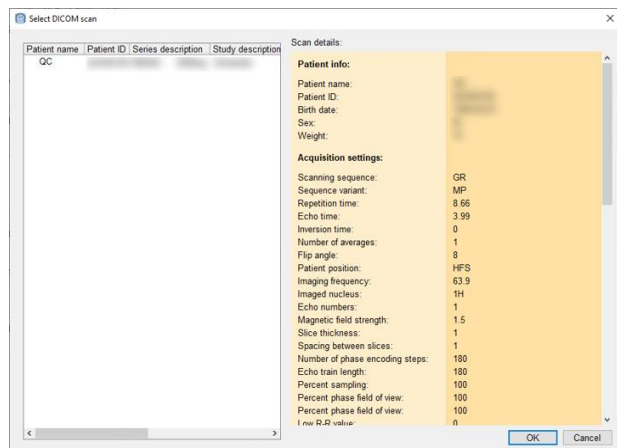 Select DICOM scan
Patient name Patient ID Series description Study description
QC
Scan details:
Patient info:
Patient name:
Patient ID:
Birth date:
Sex:
Weight:
Acquisition settings:
Scanning sequence: GR
Sequence variant: MP
Repetition time: 8.66
Echo time: 3.99
Inversion time: 0
Number of averages: 1
Flip angle: 8
Patient position: HFS
Imaging frequency: 63.9
Imaged nucleus: 1H
Echo numbers: 1
Magnetic field strength: 1.5
Slice thickness: 1
Spacing between slices: 1
Number of phase encoding steps: 180
Echo train length: 180
Percent sampling: 100
Percent phase field of view: 100
Percent phase field of view: 100
Low R-R value: 0
OK Cancel